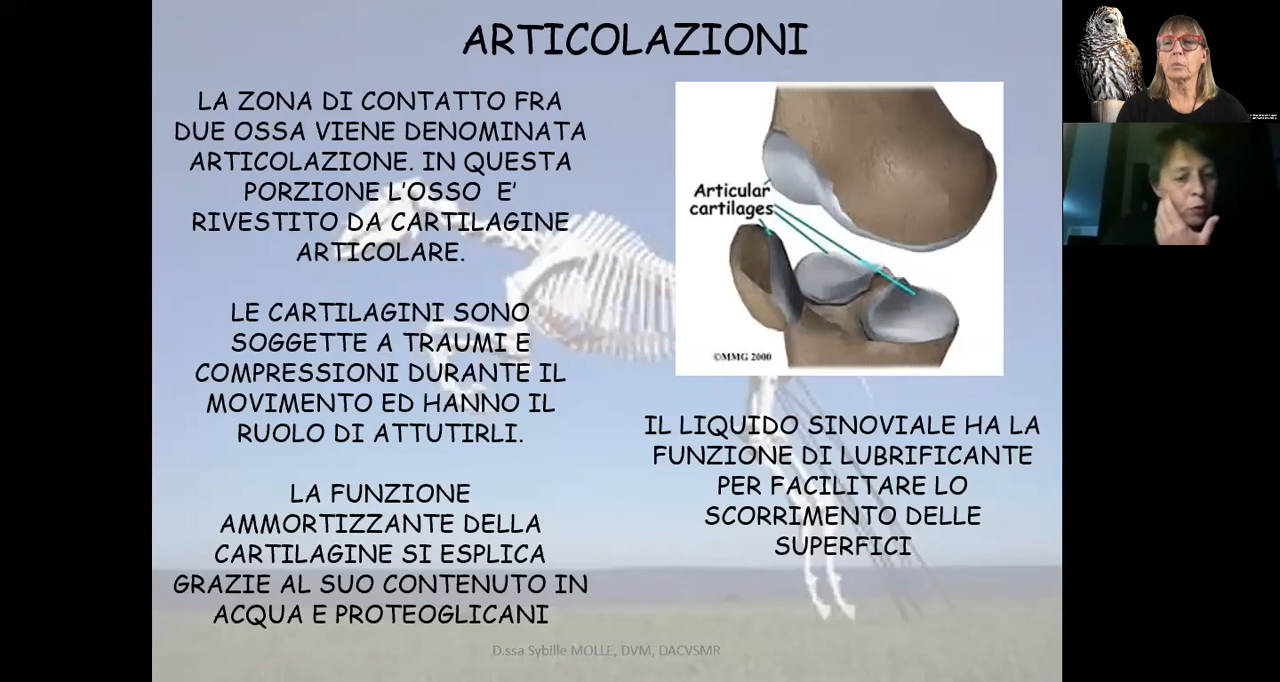 ARTICOLAZIONI
LA ZONA DI CONTATTO FRA
DUE OSSA VIENE DENOMINATA
ARTICOLAZIONE. IN QUESTA
PORZIONE L'OSSO E'
RIVESTITO DA CARTILAGINE
ARTICOLARE.
LE CARTILAGINI SONO
SOGGETTE A TRAUMI E
COMPRESSIONI DURANTE IL
MOVIMENTO ED HANNO IL
RUOLO DI ATTUTIRLI.
LA FUNZIONE
AMMORTIZZANTE DELLA
CARTILAGINE SI ESPLICA
GRAZIE AL SUO CONTENUTO IN
ACQUA E PROTEOGLICANI
Articular
cartilages
©MMG 2000
IL LIQUIDO SINOVIALE HA LA
FUNZIONE DI LUBRIFICANTE
PER FACILITARE LO
SCORRIMENTO DELLE
SUPERFICI
D.ssa Sybille MOLLE, DVM, DACVSMR